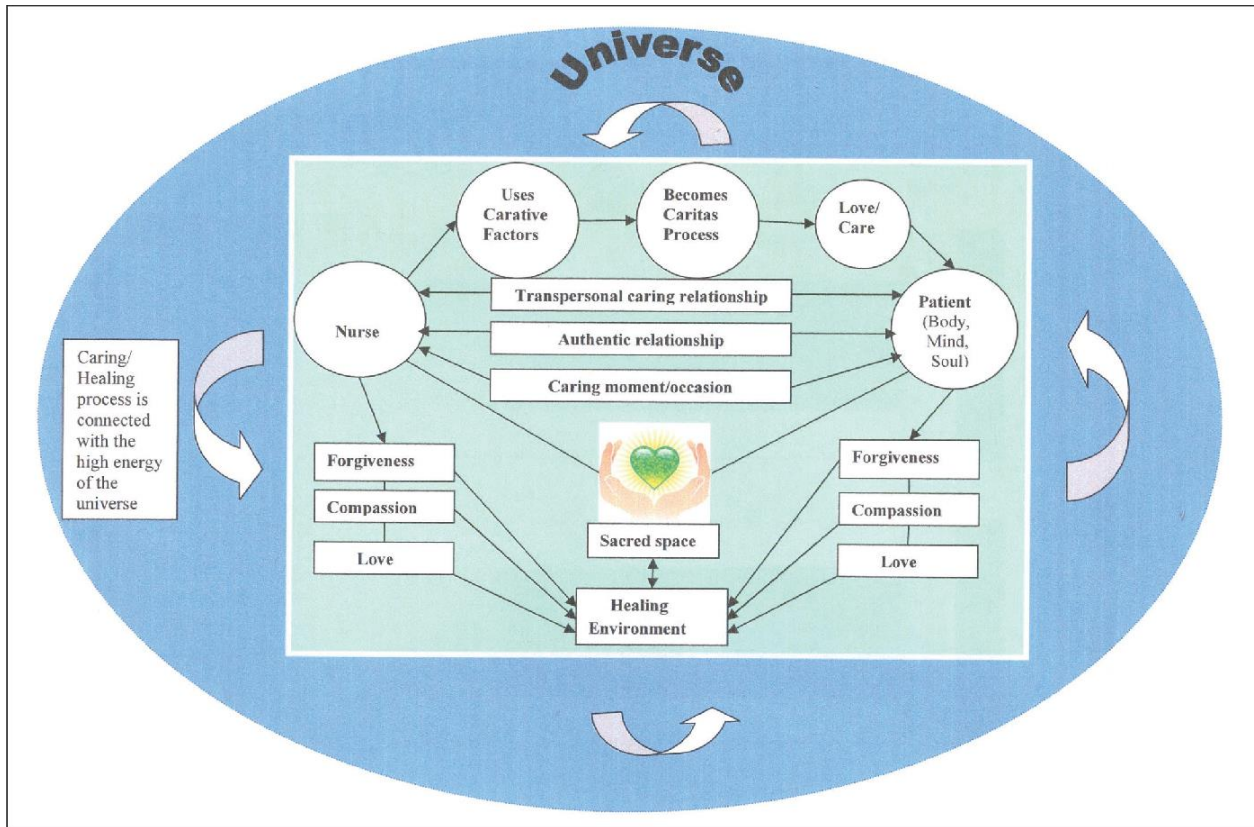 Universe
Uses
Carative
Factors
Becomes
Caritas
Process
Love/
Care
Transpersonal caring relationship
Nurse
Authentic relationship
Patient
(Body,
Mind,
Soul)
Caring moment/occasion
Caring/
Healing
process is
connected
with the
high energy
of the
universe
Forgiveness
Compassion
Love
Sacred space
Forgiveness
Compassion
Love
Healing
Environment